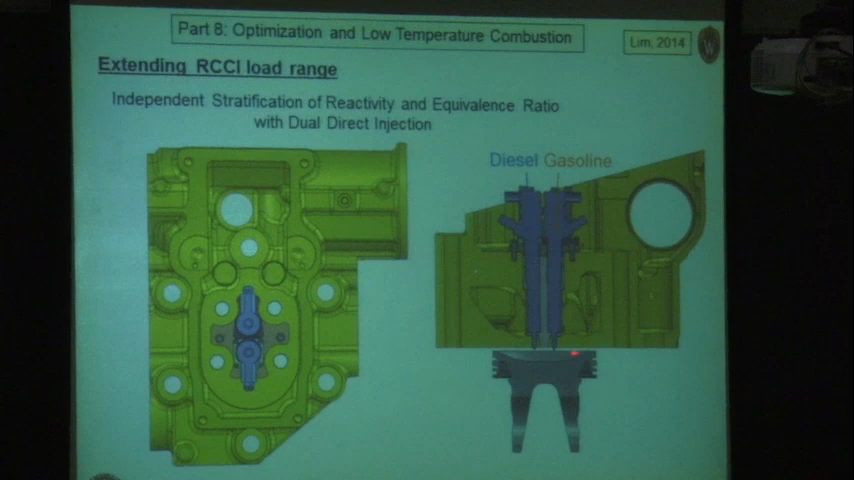 Part 8: Optimization and Low Temperature Combustion
Lim, 2014
W
Extending RCCI load range
Independent Stratification of Reactivity and Equivalence Ratio
with Dual Direct Injection
Diesel Gasoline